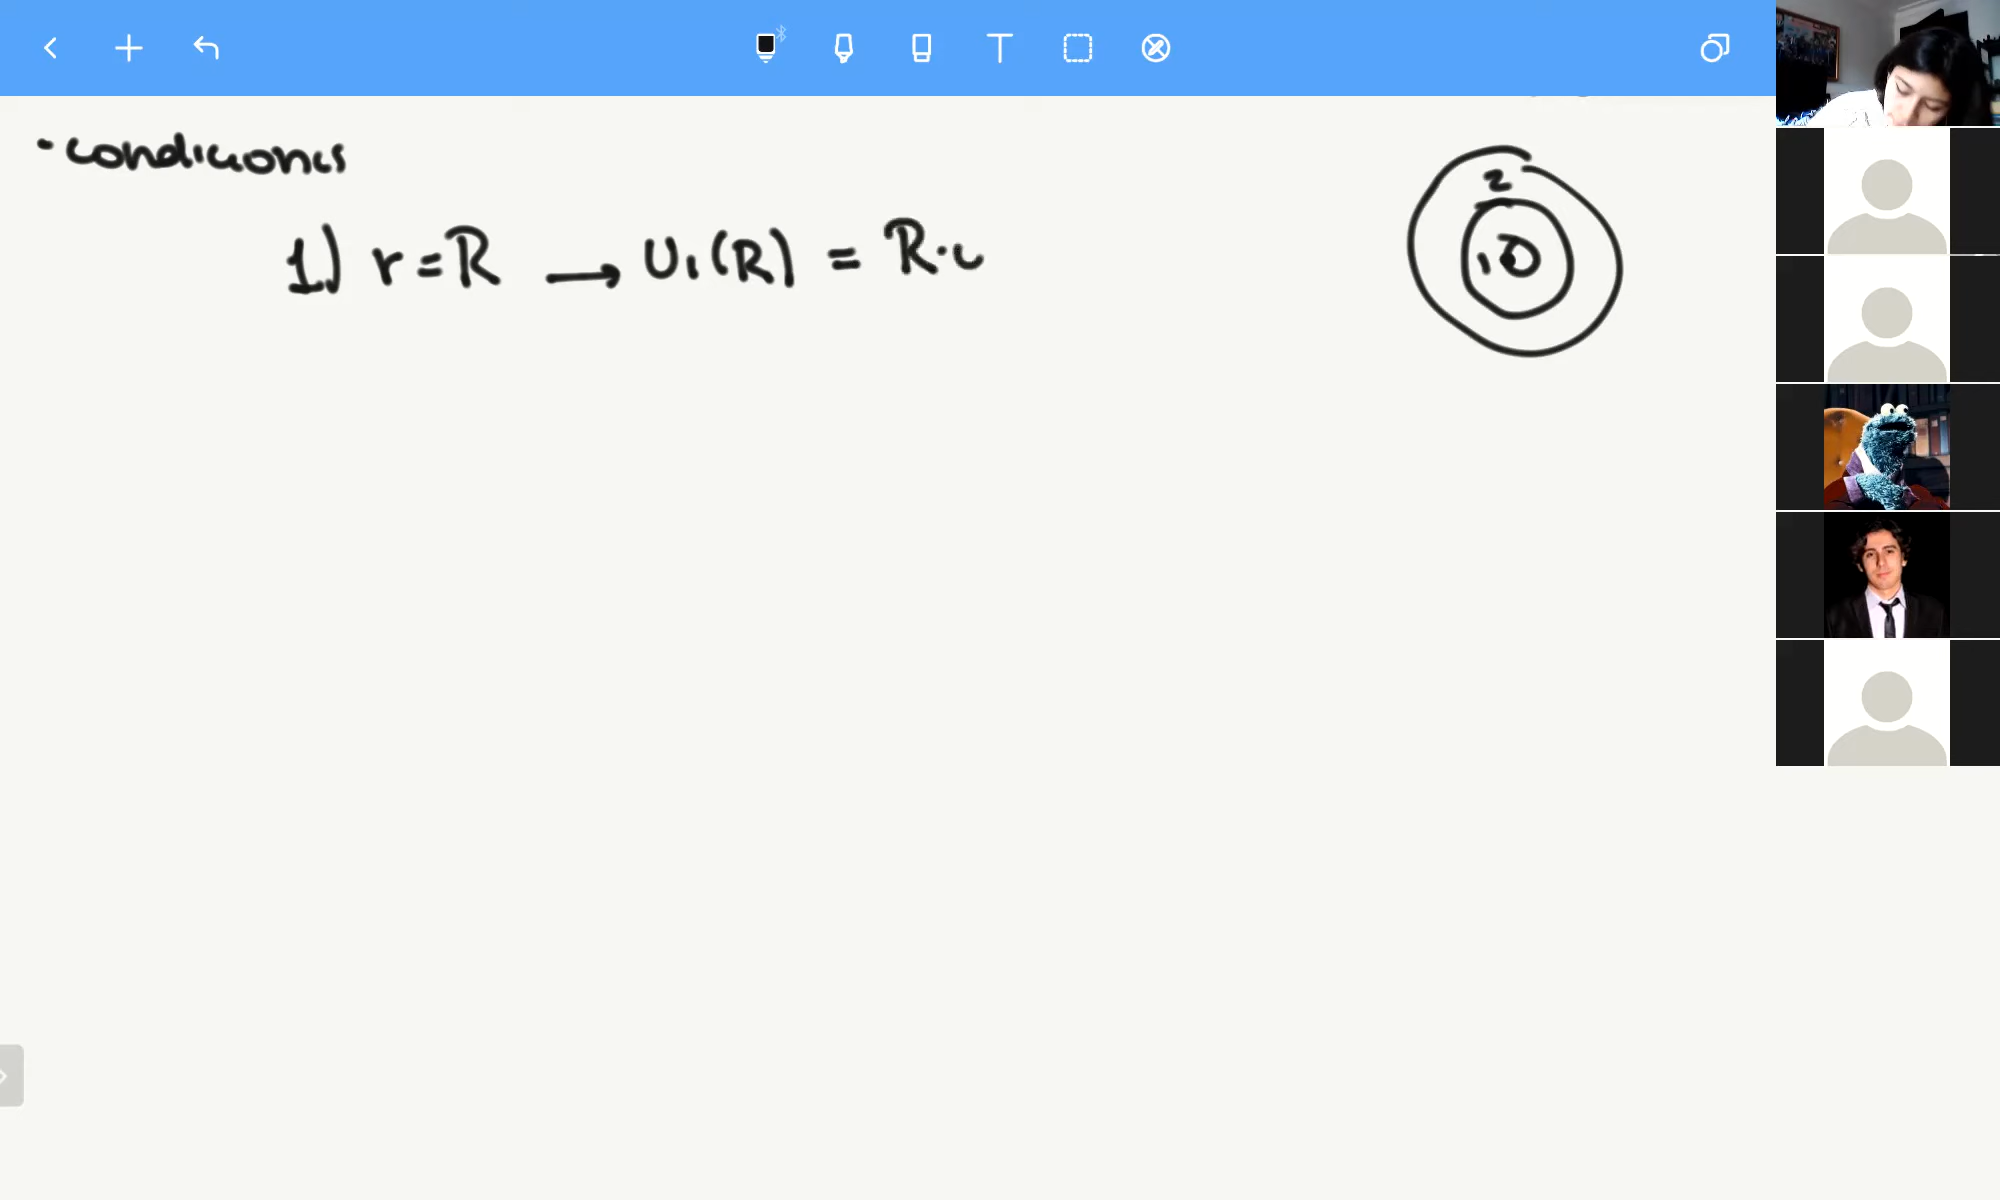 · condiciones
1) r = R → U₁(R) = R·ω
2
1